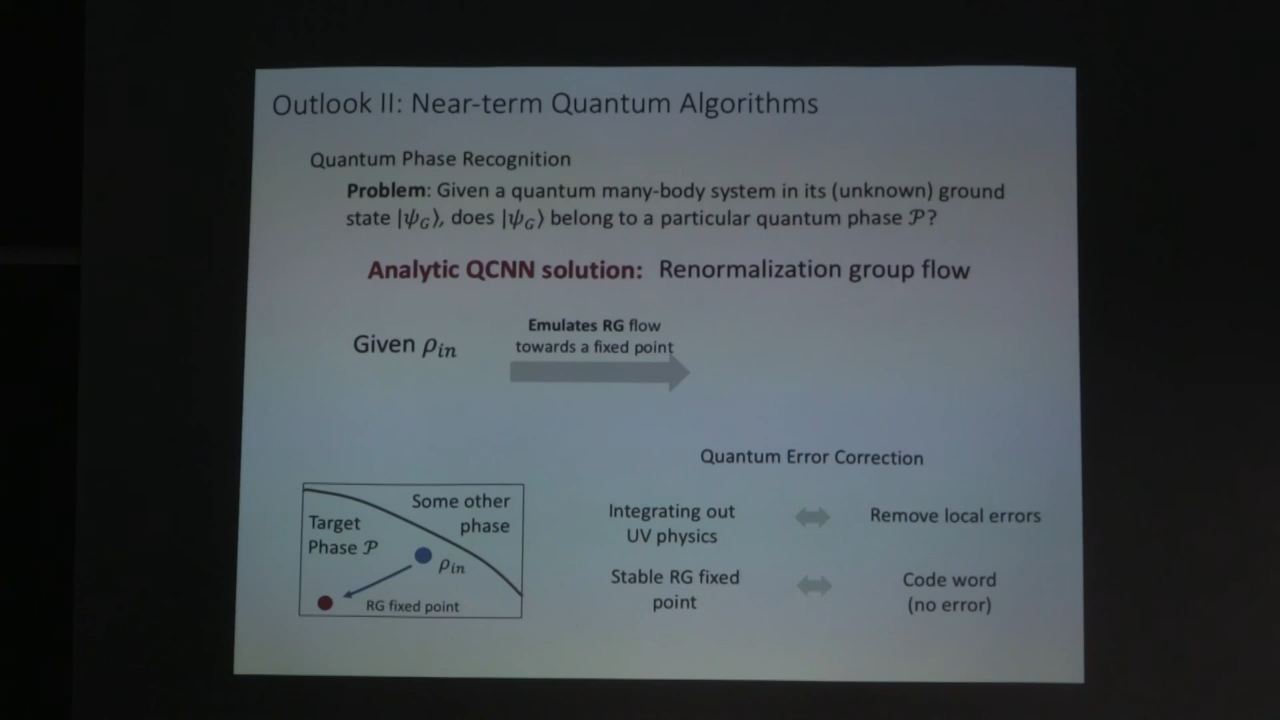 Outlook II: Near-term Quantum Algorithms
Quantum Phase Recognition
Problem: Given a quantum many-body system in its (unknown) ground
state |ψ_G⟩, does |ψ_G⟩ belong to a particular quantum phase 𝒫?
Analytic QCNN solution: Renormalization group flow
Given ρ_in
Emulates RG flow
towards a fixed point
Quantum Error Correction
Some other
phase
Target
Phase 𝒫
ρ_in
RG fixed point
Integrating out
UV physics
Remove local errors
Stable RG fixed
point
Code word
(no error)